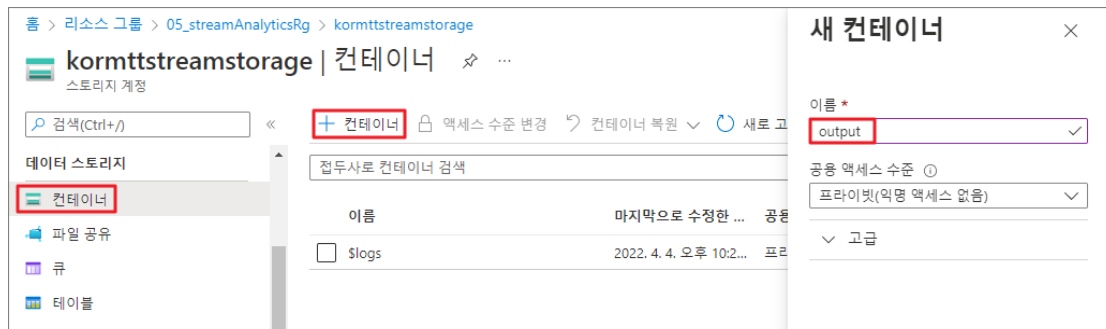 홈 > 리소스 그룹 > 05_streamAnalyticsRg > kormttstreamstorage
kormttstreamstorage | 컨테이너
스토리지 계정
검색(Ctrl+/)
데이터 스토리지
컨테이너
파일 공유
큐
테이블
+ 컨테이너 액세스 수준 변경 컨테이너 복원 새로 고
접두사로 컨테이너 검색
이름 마지막으로 수정한 ... 공용
$logs 2022. 4. 4. 오후 10:2... 프라
새 컨테이너
이름 *
output
공용 액세스 수준
프라이빗(익명 액세스 없음)
고급